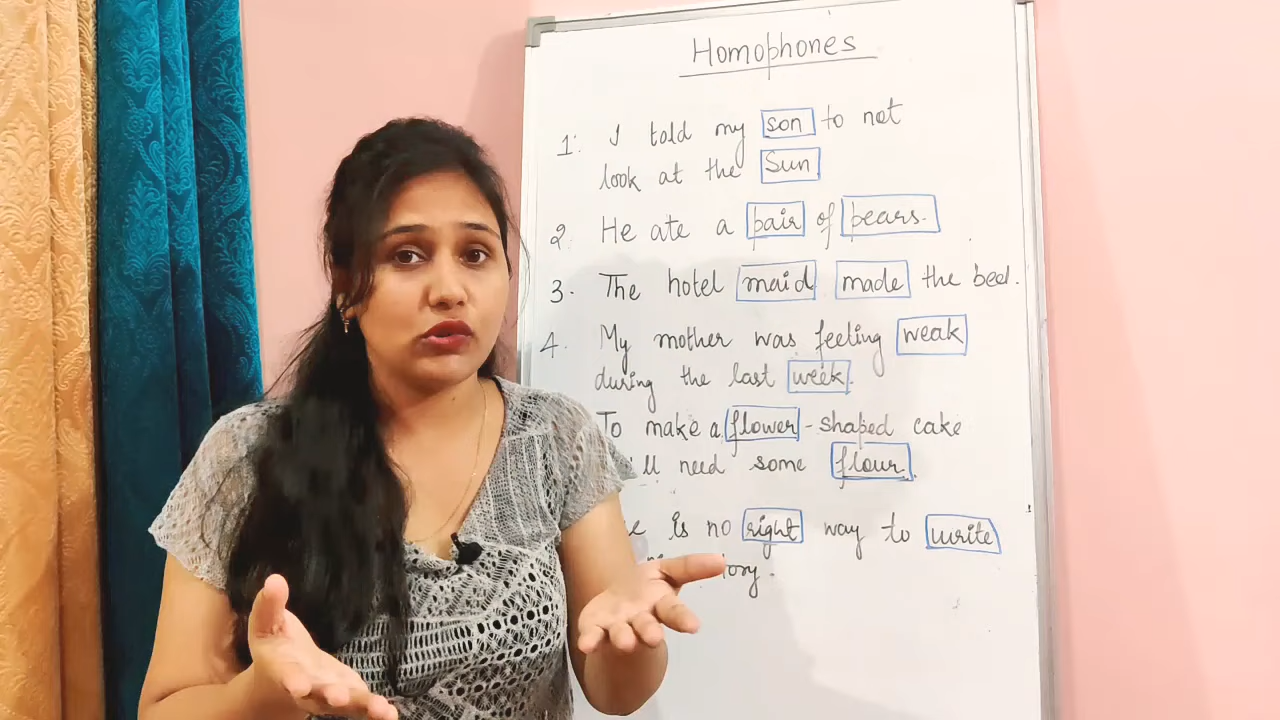 Homophones
1. I told my son to not
look at the Sun
2. He ate a pair of pears.
3. The hotel maid made the bed.
4. My mother was feeling weak
during the last week.
To make a flower-shaped cake
'll need some flour.
is no right way to write